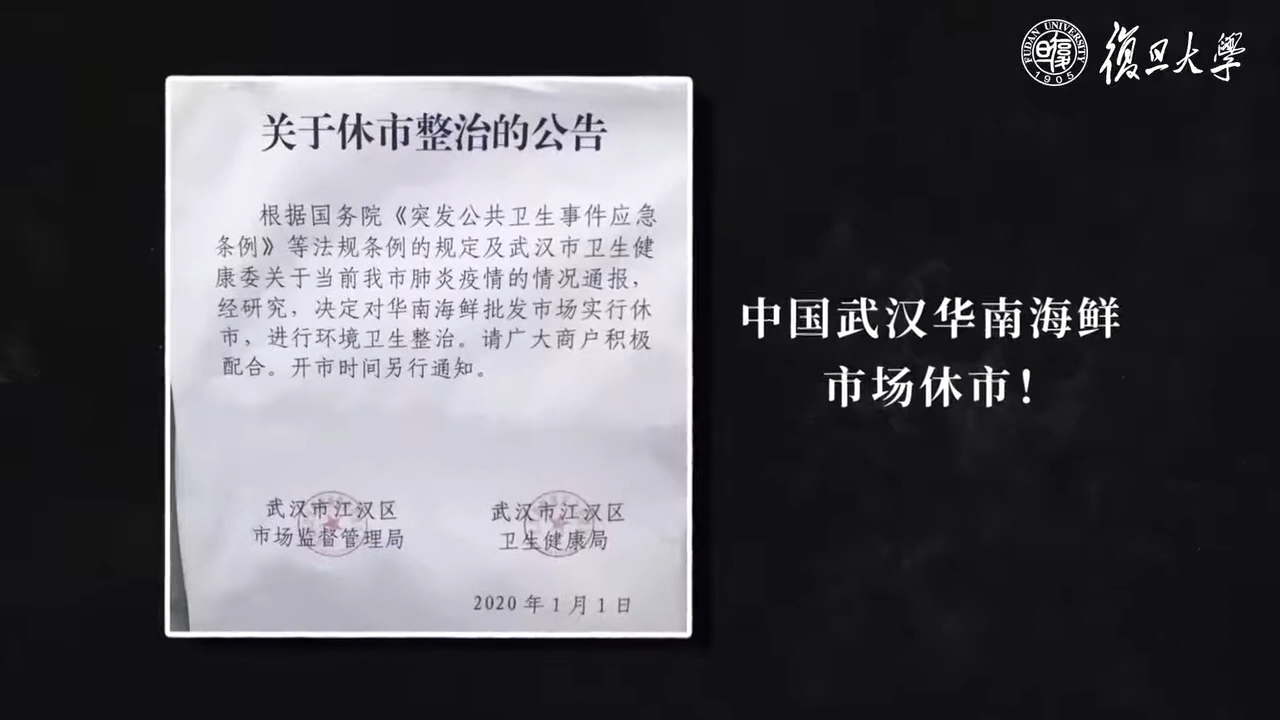 FUDAN UNIVERSITY
1905
復旦大學
关于休市整治的公告
根据国务院《突发公共卫生事件应急
条例》等法规条例的规定及武汉市卫生健
康委关于当前我市肺炎疫情的情况通报，
经研究，决定对华南海鲜批发市场实行休
市，进行环境卫生整治。请广大商户积极
配合。开市时间另行通知。
武汉市江汉区
市场监督管理局
武汉市江汉区
卫生健康局
2020年1月1日
中国武汉华南海鲜
市场休市！